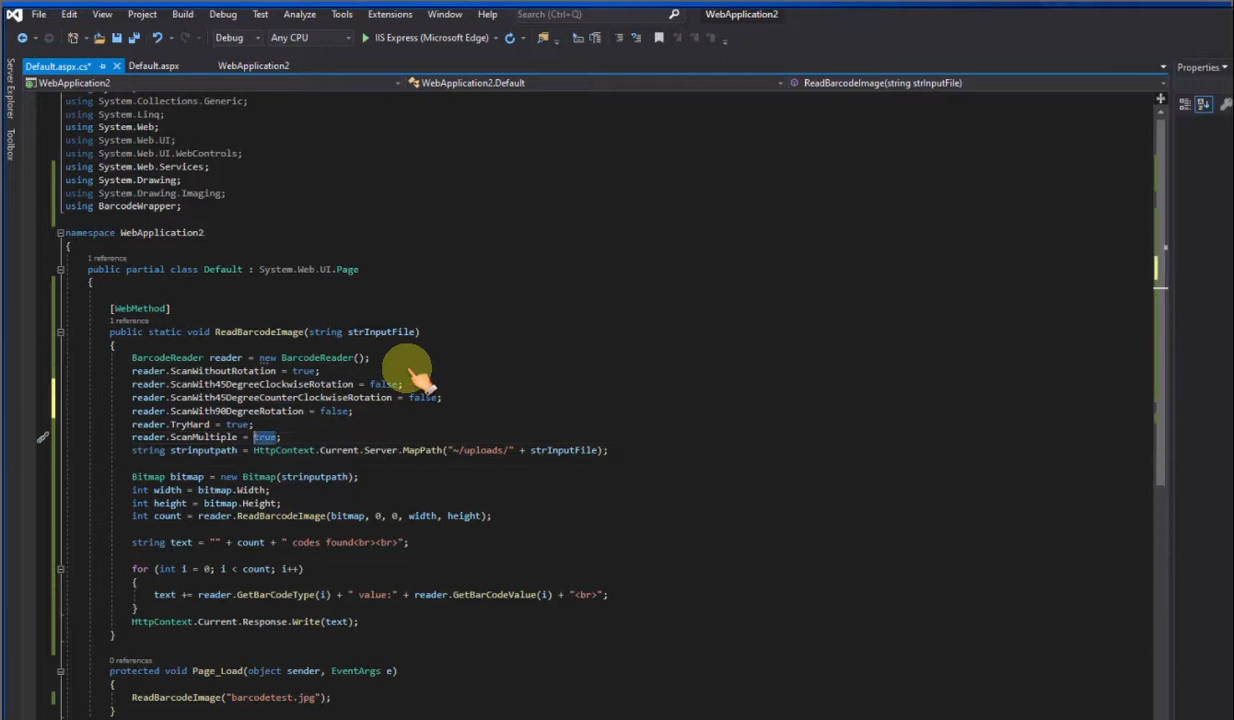 File Edit View Project Build Debug Test Analyze Tools Extensions Window Help Search (Ctrl+Q) WebApplication2
Debug Any CPU IIS Express (Microsoft Edge)
Default.aspx.cs* Default.aspx WebApplication2 Properties
WebApplication2 WebApplication2.Default ReadBarcodeImage(string strInputFile)
Server Explorer
Toolbox
using System.Collections.Generic;
using System.Linq;
using System.Web;
using System.Web.UI;
using System.Web.UI.WebControls;
using System.Web.Services;
using System.Drawing;
using System.Drawing.Imaging;
using BarcodeWrapper;
namespace WebApplication2
{
1 reference
public partial class Default : System.Web.UI.Page
{
[WebMethod]
1 reference
public static void ReadBarcodeImage(string strInputFile)
{
BarcodeReader reader = new BarcodeReader();
reader.ScanWithoutRotation = true;
reader.ScanWith45DegreeClockwiseRotation = false;
reader.ScanWith45DegreeCounterClockwiseRotation = false;
reader.ScanWith90DegreeRotation = false;
reader.TryHard = true;
reader.ScanMultiple = true;
string strinputpath = HttpContext.Current.Server.MapPath("~/uploads/" + strInputFile);
Bitmap bitmap = new Bitmap(strinputpath);
int width = bitmap.Width;
int height = bitmap.Height;
int count = reader.ReadBarcodeImage(bitmap, 0, 0, width, height);
string text = "" + count + " codes found<br><br>";
for (int i = 0; i < count; i++)
{
text += reader.GetBarCodeType(i) + " value:" + reader.GetBarCodeValue(i) + "<br>";
}
HttpContext.Current.Response.Write(text);
}
0 references
protected void Page_Load(object sender, EventArgs e)
{
ReadBarcodeImage("barcodetest.jpg");
}